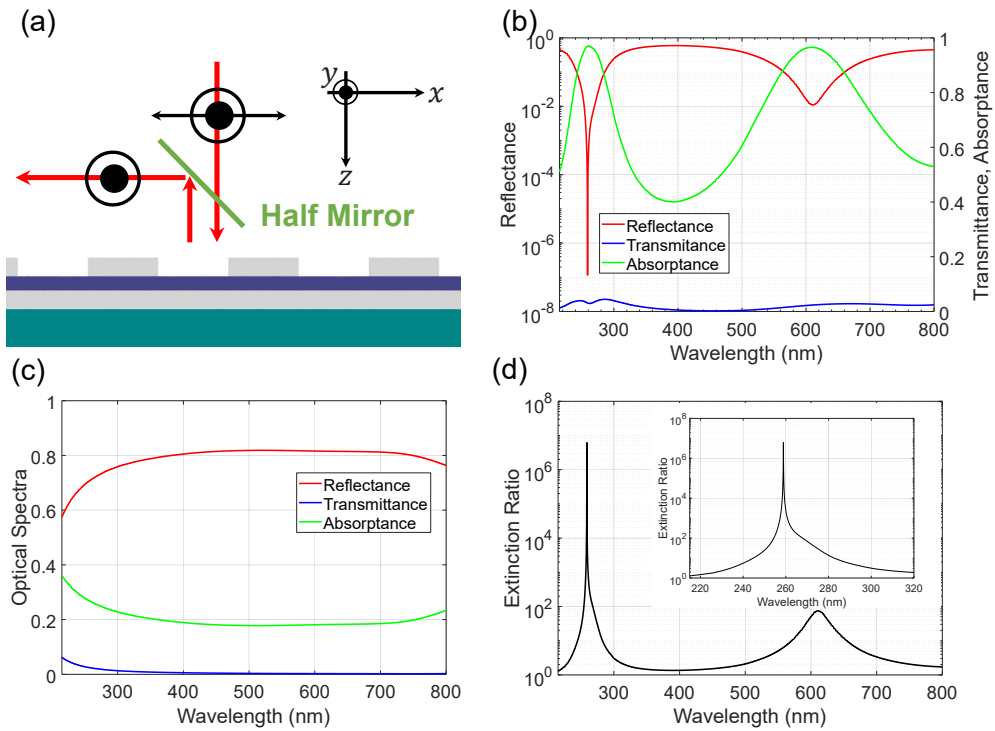 (a)
y
x
z
Half Mirror
(b)
10^0
10^-2
10^-4
10^-6
10^-8
Reflectance
1
0.8
0.6
0.4
0.2
0
Transmittance, Absorptance
Reflectance
Transmitance
Absorptance
300 400 500 600 700 800
Wavelength (nm)
(c)
1
0.8
0.6
0.4
0.2
0
Optical Spectra
Reflectance
Transmittance
Absorptance
300 400 500 600 700 800
Wavelength (nm)
(d)
10^8
10^6
10^4
10^2
10^0
Extinction Ratio
10^8
10^6
10^4
10^2
10^0
Extinction Ratio
220 240 260 280 300 320
Wavelength (nm)
300 400 500 600 700 800
Wavelength (nm)